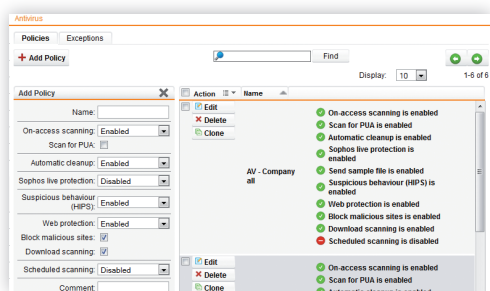 Antivirus
Policies Exceptions
Add Policy Find
Display: 10 1-6 of 6
Add Policy
Name:
On-access scanning: Enabled
Scan for PUA:
Automatic cleanup: Enabled
Sophos live protection: Disabled
Suspicious behaviour
(HIPS): Enabled
Web protection: Enabled
Block malicious sites:
Download scanning:
Scheduled scanning: Disabled
Comment:
Action Name
Edit
Delete
Clone
AV - Company
all
On-access scanning is enabled
Scan for PUA is enabled
Automatic cleanup is enabled
Sophos live protection is
enabled
Send sample file is enabled
Suspicious behaviour (HIPS) is
enabled
Web protection is enabled
Block malicious sites is enabled
Download scanning is enabled
Scheduled scanning is disabled
Edit
Delete
Clone
On-access scanning is enabled
Scan for PUA is enabled
Automatic cleanup is enabled